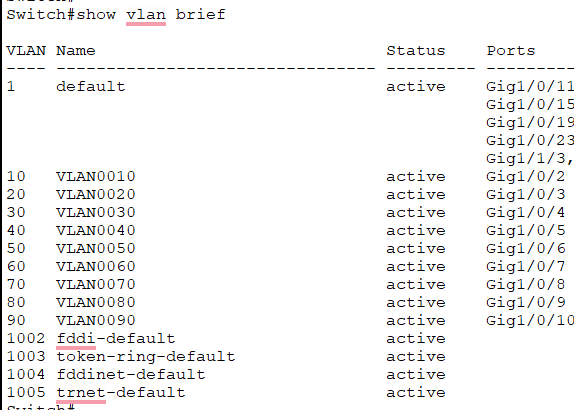 Switch#
Switch#show vlan brief
VLAN Name Status Ports
---- -------------------------------- --------- ---------
1 default active Gig1/0/11
Gig1/0/15
Gig1/0/19
Gig1/0/23
Gig1/1/3,
10 VLAN0010 active Gig1/0/2
20 VLAN0020 active Gig1/0/3
30 VLAN0030 active Gig1/0/4
40 VLAN0040 active Gig1/0/5
50 VLAN0050 active Gig1/0/6
60 VLAN0060 active Gig1/0/7
70 VLAN0070 active Gig1/0/8
80 VLAN0080 active Gig1/0/9
90 VLAN0090 active Gig1/0/10
1002 fddi-default active
1003 token-ring-default active
1004 fddinet-default active
1005 trnet-default active
Switch#